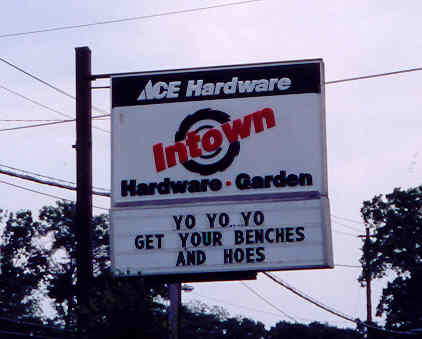 ACE Hardware
Intown
Hardware · Garden
YO YO..YO
GET YOUR BENCHES
AND HOES